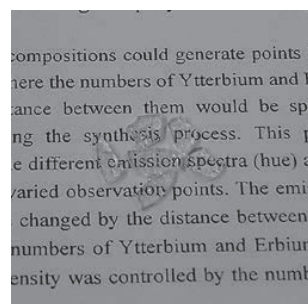 compositions could generate points
here the numbers of Ytterbium and
tance between them would be sp
ng the synthesis process. This p
e different emission spectra (hue) a
varied observation points. The emi
changed by the distance between
numbers of Ytterbium and Erbiu
ensity was controlled by the numb